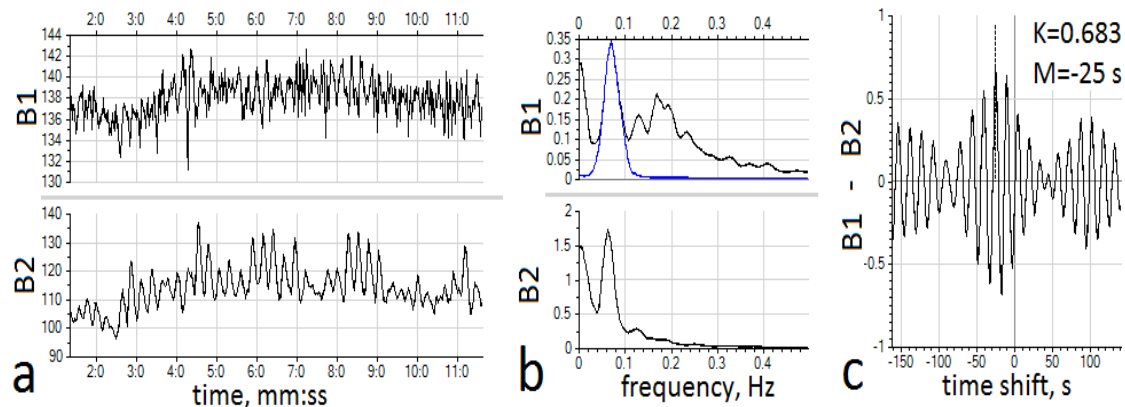 2:0 3:0 4:0 5:0 6:0 7:0 8:0 9:0 10:0 11:0
144
142
140
138
136
134
132
130
B1
140
130
120
110
100
90
B2
2:0 3:0 4:0 5:0 6:0 7:0 8:0 9:0 10:0 11:0
time, mm:ss
a
0 0.1 0.2 0.3 0.4
0.35
0.3
0.25
0.2
0.15
0.1
0.05
0
B1
2
1.5
1
0.5
0
B2
0 0.1 0.2 0.3 0.4
frequency, Hz
b
1
0.5
0
-0.5
-1
B1 - B2
K=0.683
M=-25 s
-150 -100 -50 0 50 100
time shift, s
c